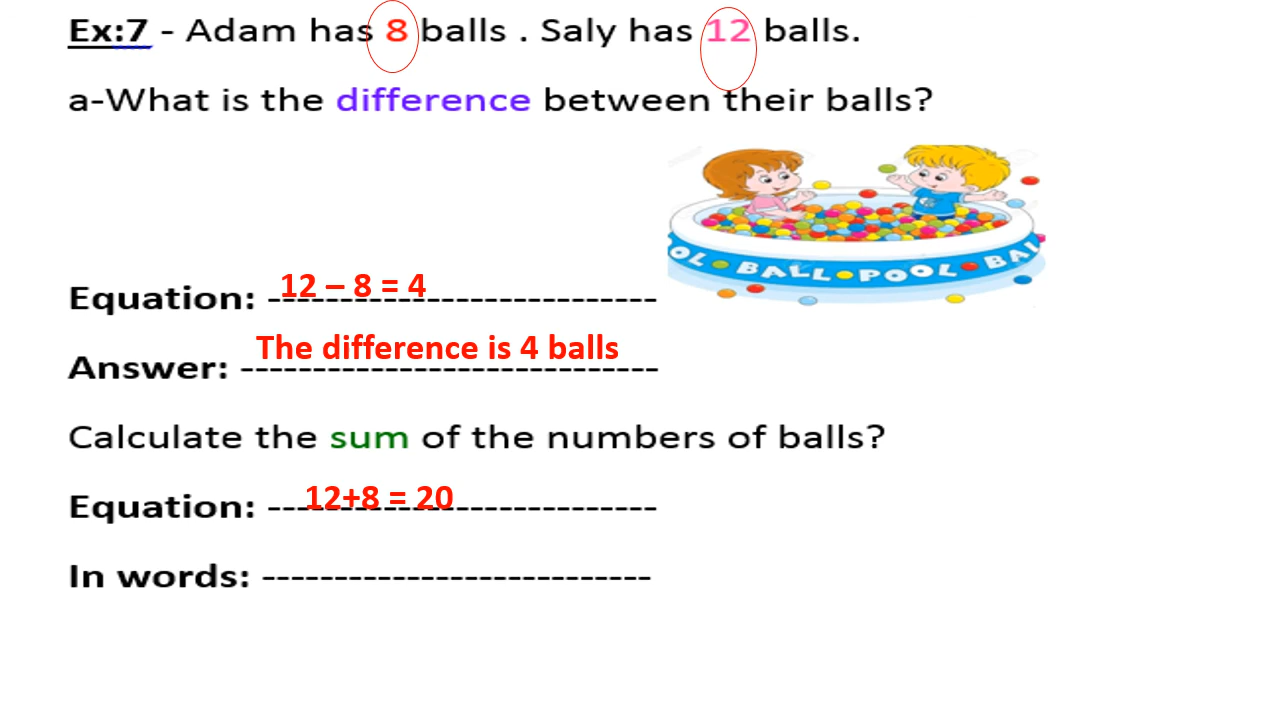 Ex:7 - Adam has 8 balls . Saly has 12 balls.
a-What is the difference between their balls?
OL BALL POOL BAL
Equation: ---------------------------
12 – 8 = 4
Answer: -----------------------------
The difference is 4 balls
Calculate the sum of the numbers of balls?
Equation: ---------------------------
12+8 = 20
In words: ---------------------------